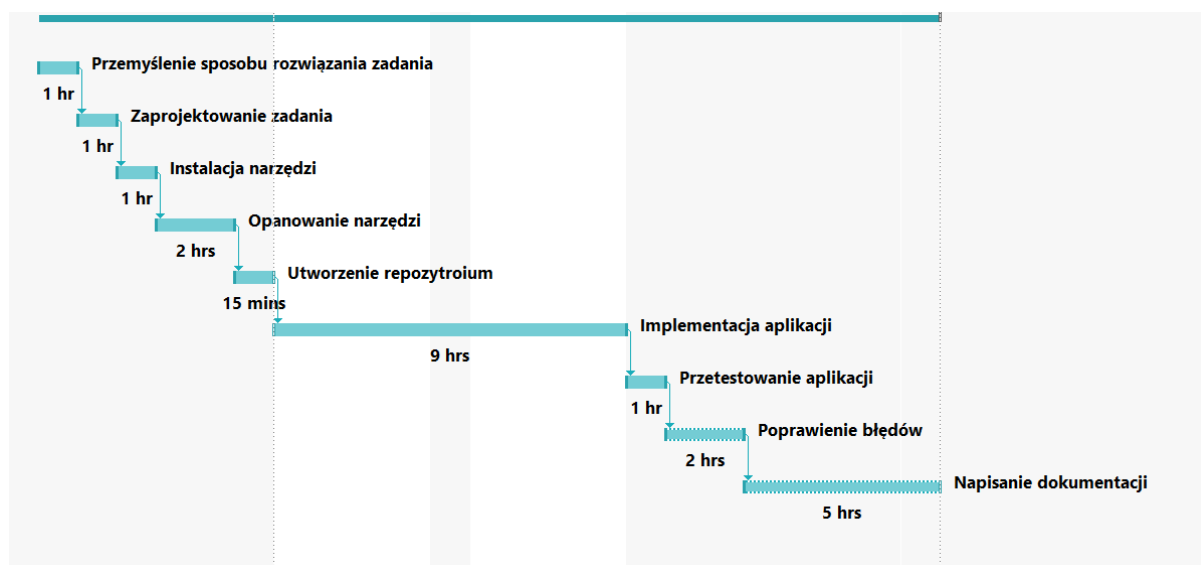 Przemyślenie sposobu rozwiązania zadania
1 hr
Zaprojektowanie zadania
1 hr
Instalacja narzędzi
1 hr
Opanowanie narzędzi
2 hrs
Utworzenie repozytroium
15 mins
Implementacja aplikacji
9 hrs
Przetestowanie aplikacji
1 hr
Poprawienie błędów
2 hrs
Napisanie dokumentacji
5 hrs